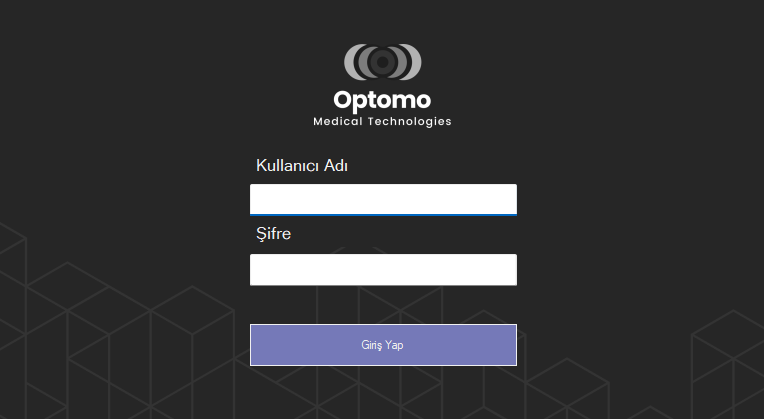 Optomo
Medical Technologies
Kullanıcı Adı
Şifre
Giriş Yap